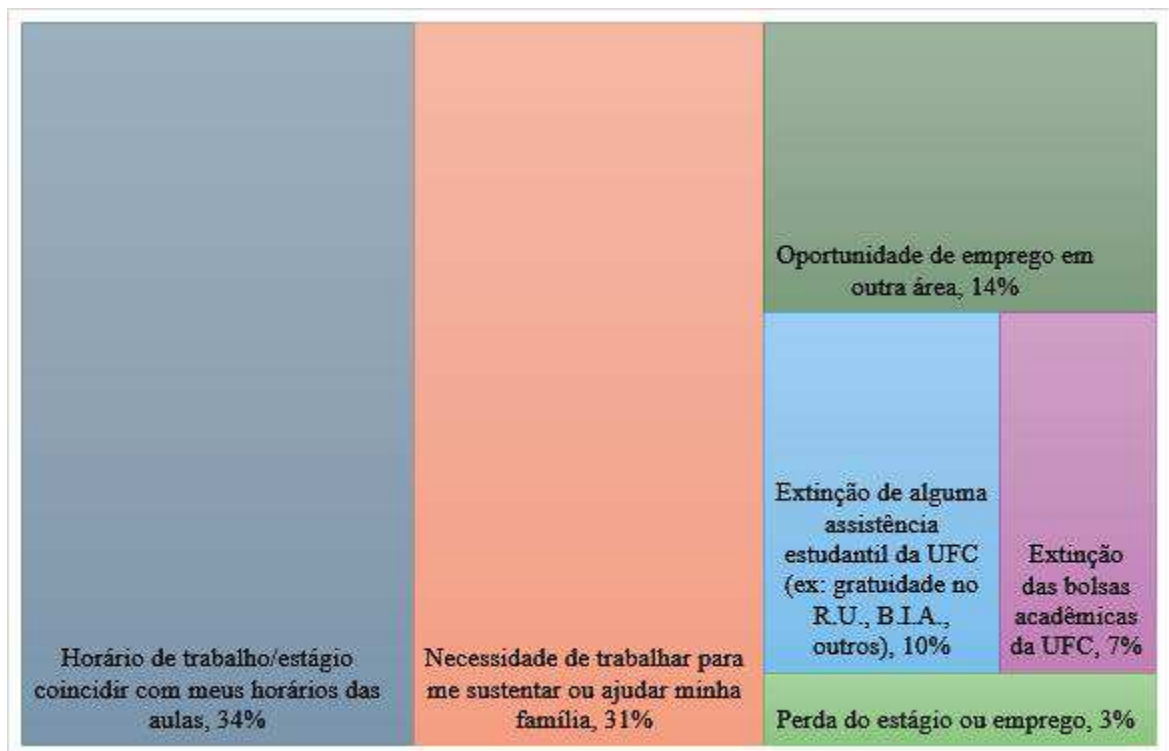 Oportunidade de emprego em
outra área, 14%
Extinção de alguma
assistência
estudantil da UFC
(ex: gratuidade no
R.U., B.I.A.,
outros), 10%
Extinção
das bolsas
acadêmicas
da UFC, 7%
Horário de trabalho/estágio
coincidir com meus horários das
aulas, 34%
Necessidade de trabalhar para
me sustentar ou ajudar minha
família, 31%
Perda do estágio ou emprego, 3%